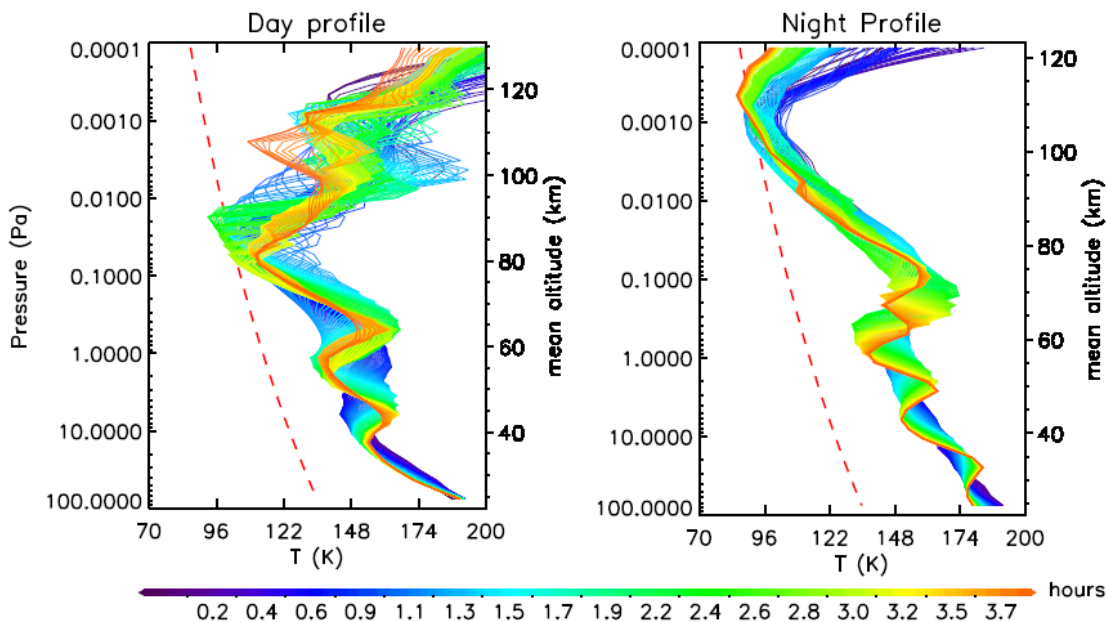 Day profile
Night Profile
0.0001
0.0010
0.0100
0.1000
1.0000
10.0000
100.0000
Pressure (Pa)
120
100
80
60
40
mean altitude (km)
70 96 122 148 174 200
T (K)
0.0001
0.0010
0.0100
0.1000
1.0000
10.0000
100.0000
120
100
80
60
40
mean altitude (km)
70 96 122 148 174 200
T (K)
hours
0.2 0.4 0.6 0.9 1.1 1.3 1.5 1.7 1.9 2.2 2.4 2.6 2.8 3.0 3.2 3.5 3.7